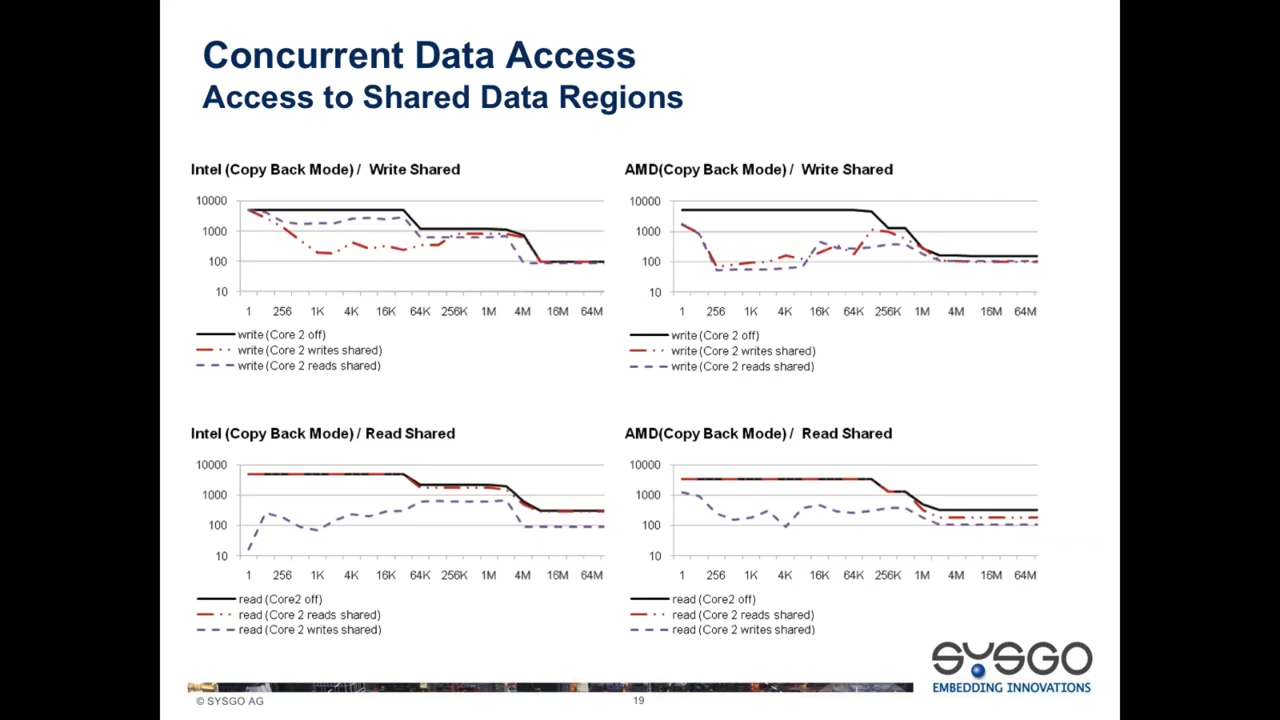 Concurrent Data Access
Access to Shared Data Regions
Intel (Copy Back Mode) / Write Shared
10000
1000
100
10
1 256 1K 4K 16K 64K 256K 1M 4M 16M 64M
write (Core 2 off)
write (Core 2 writes shared)
write (Core 2 reads shared)
AMD(Copy Back Mode) / Write Shared
10000
1000
100
10
1 256 1K 4K 16K 64K 256K 1M 4M 16M 64M
write (Core 2 off)
write (Core 2 writes shared)
write (Core 2 reads shared)
Intel (Copy Back Mode) / Read Shared
10000
1000
100
10
1 256 1K 4K 16K 64K 256K 1M 4M 16M 64M
read (Core2 off)
read (Core 2 reads shared)
read (Core 2 writes shared)
AMD(Copy Back Mode) / Read Shared
10000
1000
100
10
1 256 1K 4K 16K 64K 256K 1M 4M 16M 64M
read (Core2 off)
read (Core 2 reads shared)
read (Core 2 writes shared)
SYSGO
EMBEDDING INNOVATIONS
© SYSGO AG
19